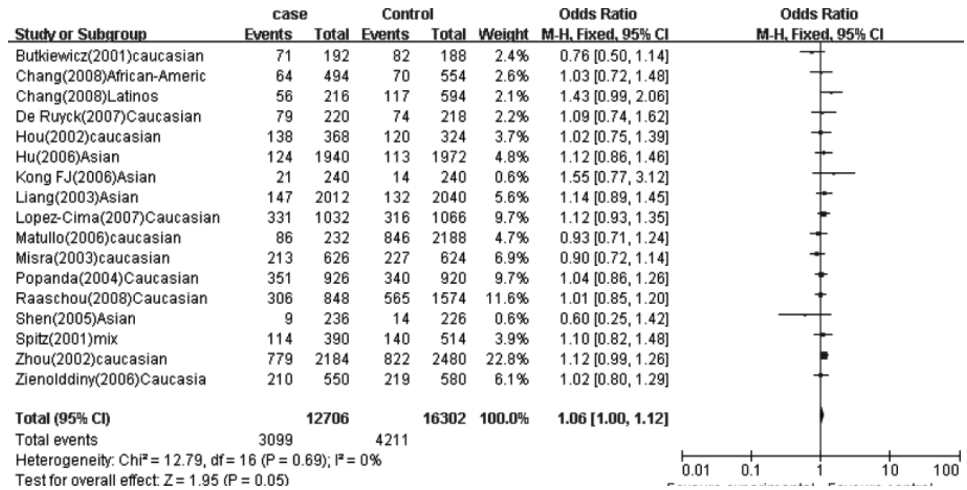 case Control Odds Ratio Odds Ratio
Study or Subgroup Events Total Events Total Weight M-H, Fixed, 95% CI M-H, Fixed, 95% CI
Butkiewicz(2001)caucasian 71 192 82 188 2.4% 0.76 [0.50, 1.14]
Chang(2008)African-Americ 64 494 70 554 2.5% 1.03 [0.72, 1.48]
Chang(2008)Latinos 56 216 117 594 2.1% 1.43 [0.99, 2.06]
De Ruyck(2007)Caucasian 79 220 74 218 2.2% 1.09 [0.74, 1.62]
Hou(2002)caucasian 138 368 120 324 3.7% 1.02 [0.75, 1.39]
Hu(2006)Asian 124 1940 113 1972 4.8% 1.12 [0.86, 1.46]
Kong FJ(2006)Asian 21 240 14 240 0.6% 1.55 [0.77, 3.12]
Liang(2003)Asian 147 2012 132 2040 5.6% 1.14 [0.89, 1.45]
Lopez-Cima(2007)Caucasian 331 1032 316 1066 9.7% 1.12 [0.93, 1.35]
Matullo(2006)caucasian 86 232 846 2188 4.7% 0.93 [0.71, 1.24]
Misra(2003)caucasian 213 626 227 624 6.9% 0.90 [0.72, 1.14]
Popanda(2004)Caucasian 351 926 340 920 9.7% 1.04 [0.86, 1.26]
Raaschou(2008)Caucasian 306 848 565 1574 11.6% 1.01 [0.85, 1.20]
Shen(2005)Asian 9 236 14 226 0.6% 0.60 [0.25, 1.42]
Spitz(2001)mix 114 390 140 514 3.9% 1.10 [0.82, 1.48]
Zhou(2002)caucasian 779 2184 822 2480 22.8% 1.12 [0.99, 1.26]
Zienolddiny(2006)Caucasia 210 550 219 580 6.1% 1.02 [0.80, 1.29]
Total (95% CI) 12706 16302 100.0% 1.06 [1.00, 1.12]
Total events 3099 4211
Heterogeneity: Chi² = 12.79, df = 16 (P = 0.69); I² = 0%
Test for overall effect: Z = 1.95 (P = 0.05)
0.01 0.1 1 10 100
Favours experimental Favours control